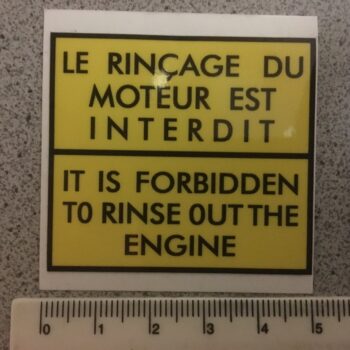 LE RINÇAGE DU
MOTEUR EST
INTERDIT
IT IS FORBIDDEN
TO RINSE OUT THE
ENGINE
0 1 2 3 4 5